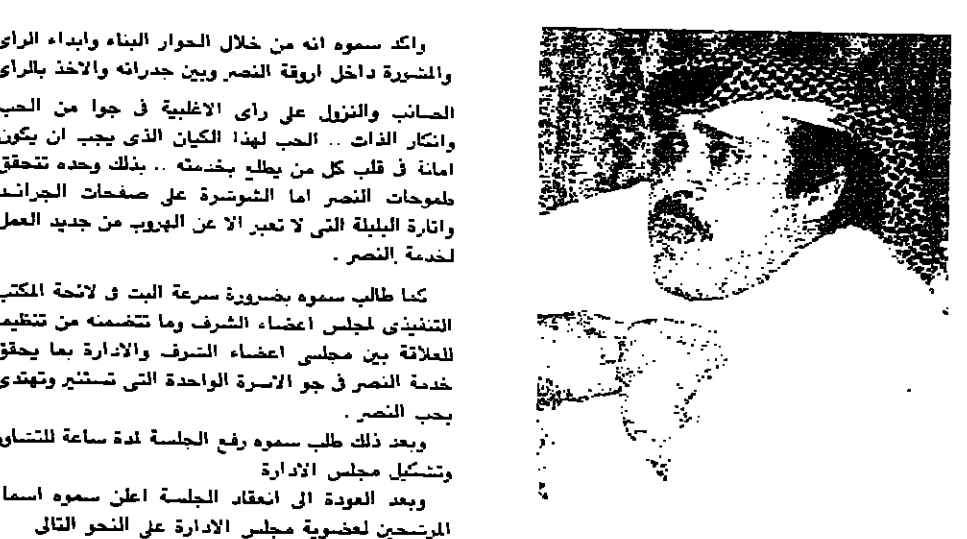 واكد سموه انه من خلال الحوار البناء وابداء الراى
والمشورة داخل اروقة النصر وبين جدرانه والاخذ بالراى
الصائب والنزول على راى الاغلبية فى جوا من الحب
وانكار الذات .. الحب لهذا الكيان الذى يجب ان يكون
امانة فى قلب كل من يطلع بخدمته .. بذلك وحده تتحقق
طموحات النصر اما الشوشرة على صفحات الجرائد
واثارة البلبلة التى لا تعبر الا عن الهروب من جديد العمل
لخدمة النصر .
كما طالب سموه بضرورة سرعة البت فى لائحة المكتب
التنفيذى لمجلس اعضاء الشرف وما تتضمنه من تنظيم
للعلاقة بين مجلسى اعضاء الشرف والادارة بما يحقق
خدمة النصر فى جو الاسرة الواحدة التى تستنير وتهتدى
بحب النصر .
وبعد ذلك طلب سموه رفع الجلسة لمدة ساعة للتشاو
وتشكيل مجلس الادارة
وبعد العودة الى انعقاد الجلسة اعلن سموه اسما
المرشحين لعضوية مجلس الادارة على النحو التالى